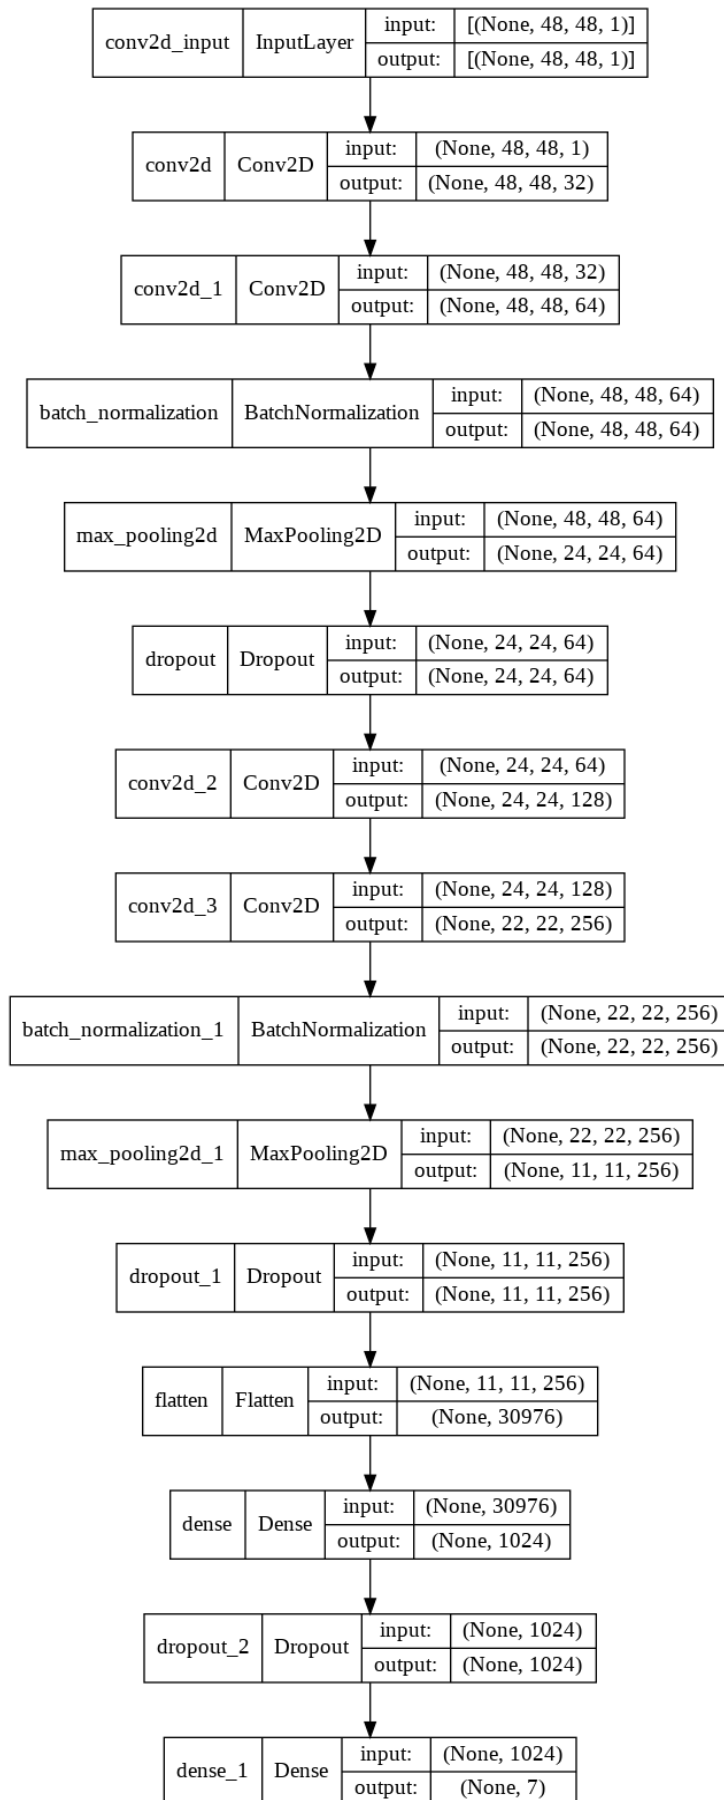 conv2d_input InputLayer input: [(None, 48, 48, 1)]
output: [(None, 48, 48, 1)]
conv2d Conv2D input: (None, 48, 48, 1)
output: (None, 48, 48, 32)
conv2d_1 Conv2D input: (None, 48, 48, 32)
output: (None, 48, 48, 64)
batch_normalization BatchNormalization input: (None, 48, 48, 64)
output: (None, 48, 48, 64)
max_pooling2d MaxPooling2D input: (None, 48, 48, 64)
output: (None, 24, 24, 64)
dropout Dropout input: (None, 24, 24, 64)
output: (None, 24, 24, 64)
conv2d_2 Conv2D input: (None, 24, 24, 64)
output: (None, 24, 24, 128)
conv2d_3 Conv2D input: (None, 24, 24, 128)
output: (None, 22, 22, 256)
batch_normalization_1 BatchNormalization input: (None, 22, 22, 256)
output: (None, 22, 22, 256)
max_pooling2d_1 MaxPooling2D input: (None, 22, 22, 256)
output: (None, 11, 11, 256)
dropout_1 Dropout input: (None, 11, 11, 256)
output: (None, 11, 11, 256)
flatten Flatten input: (None, 11, 11, 256)
output: (None, 30976)
dense Dense input: (None, 30976)
output: (None, 1024)
dropout_2 Dropout input: (None, 1024)
output: (None, 1024)
dense_1 Dense input: (None, 1024)
output: (None, 7)